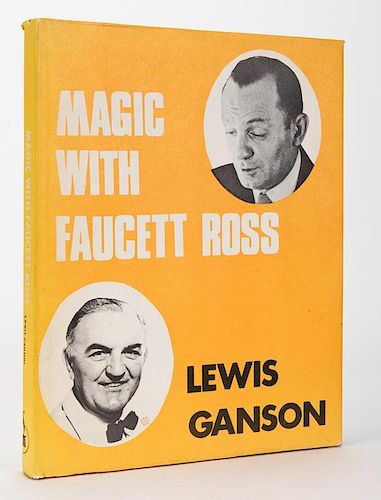 MAGIC
WITH
FAUCETT ROSS
LEWIS
GANSON
MAGIC WITH FAUCETT ROSS
LEWIS GANSON